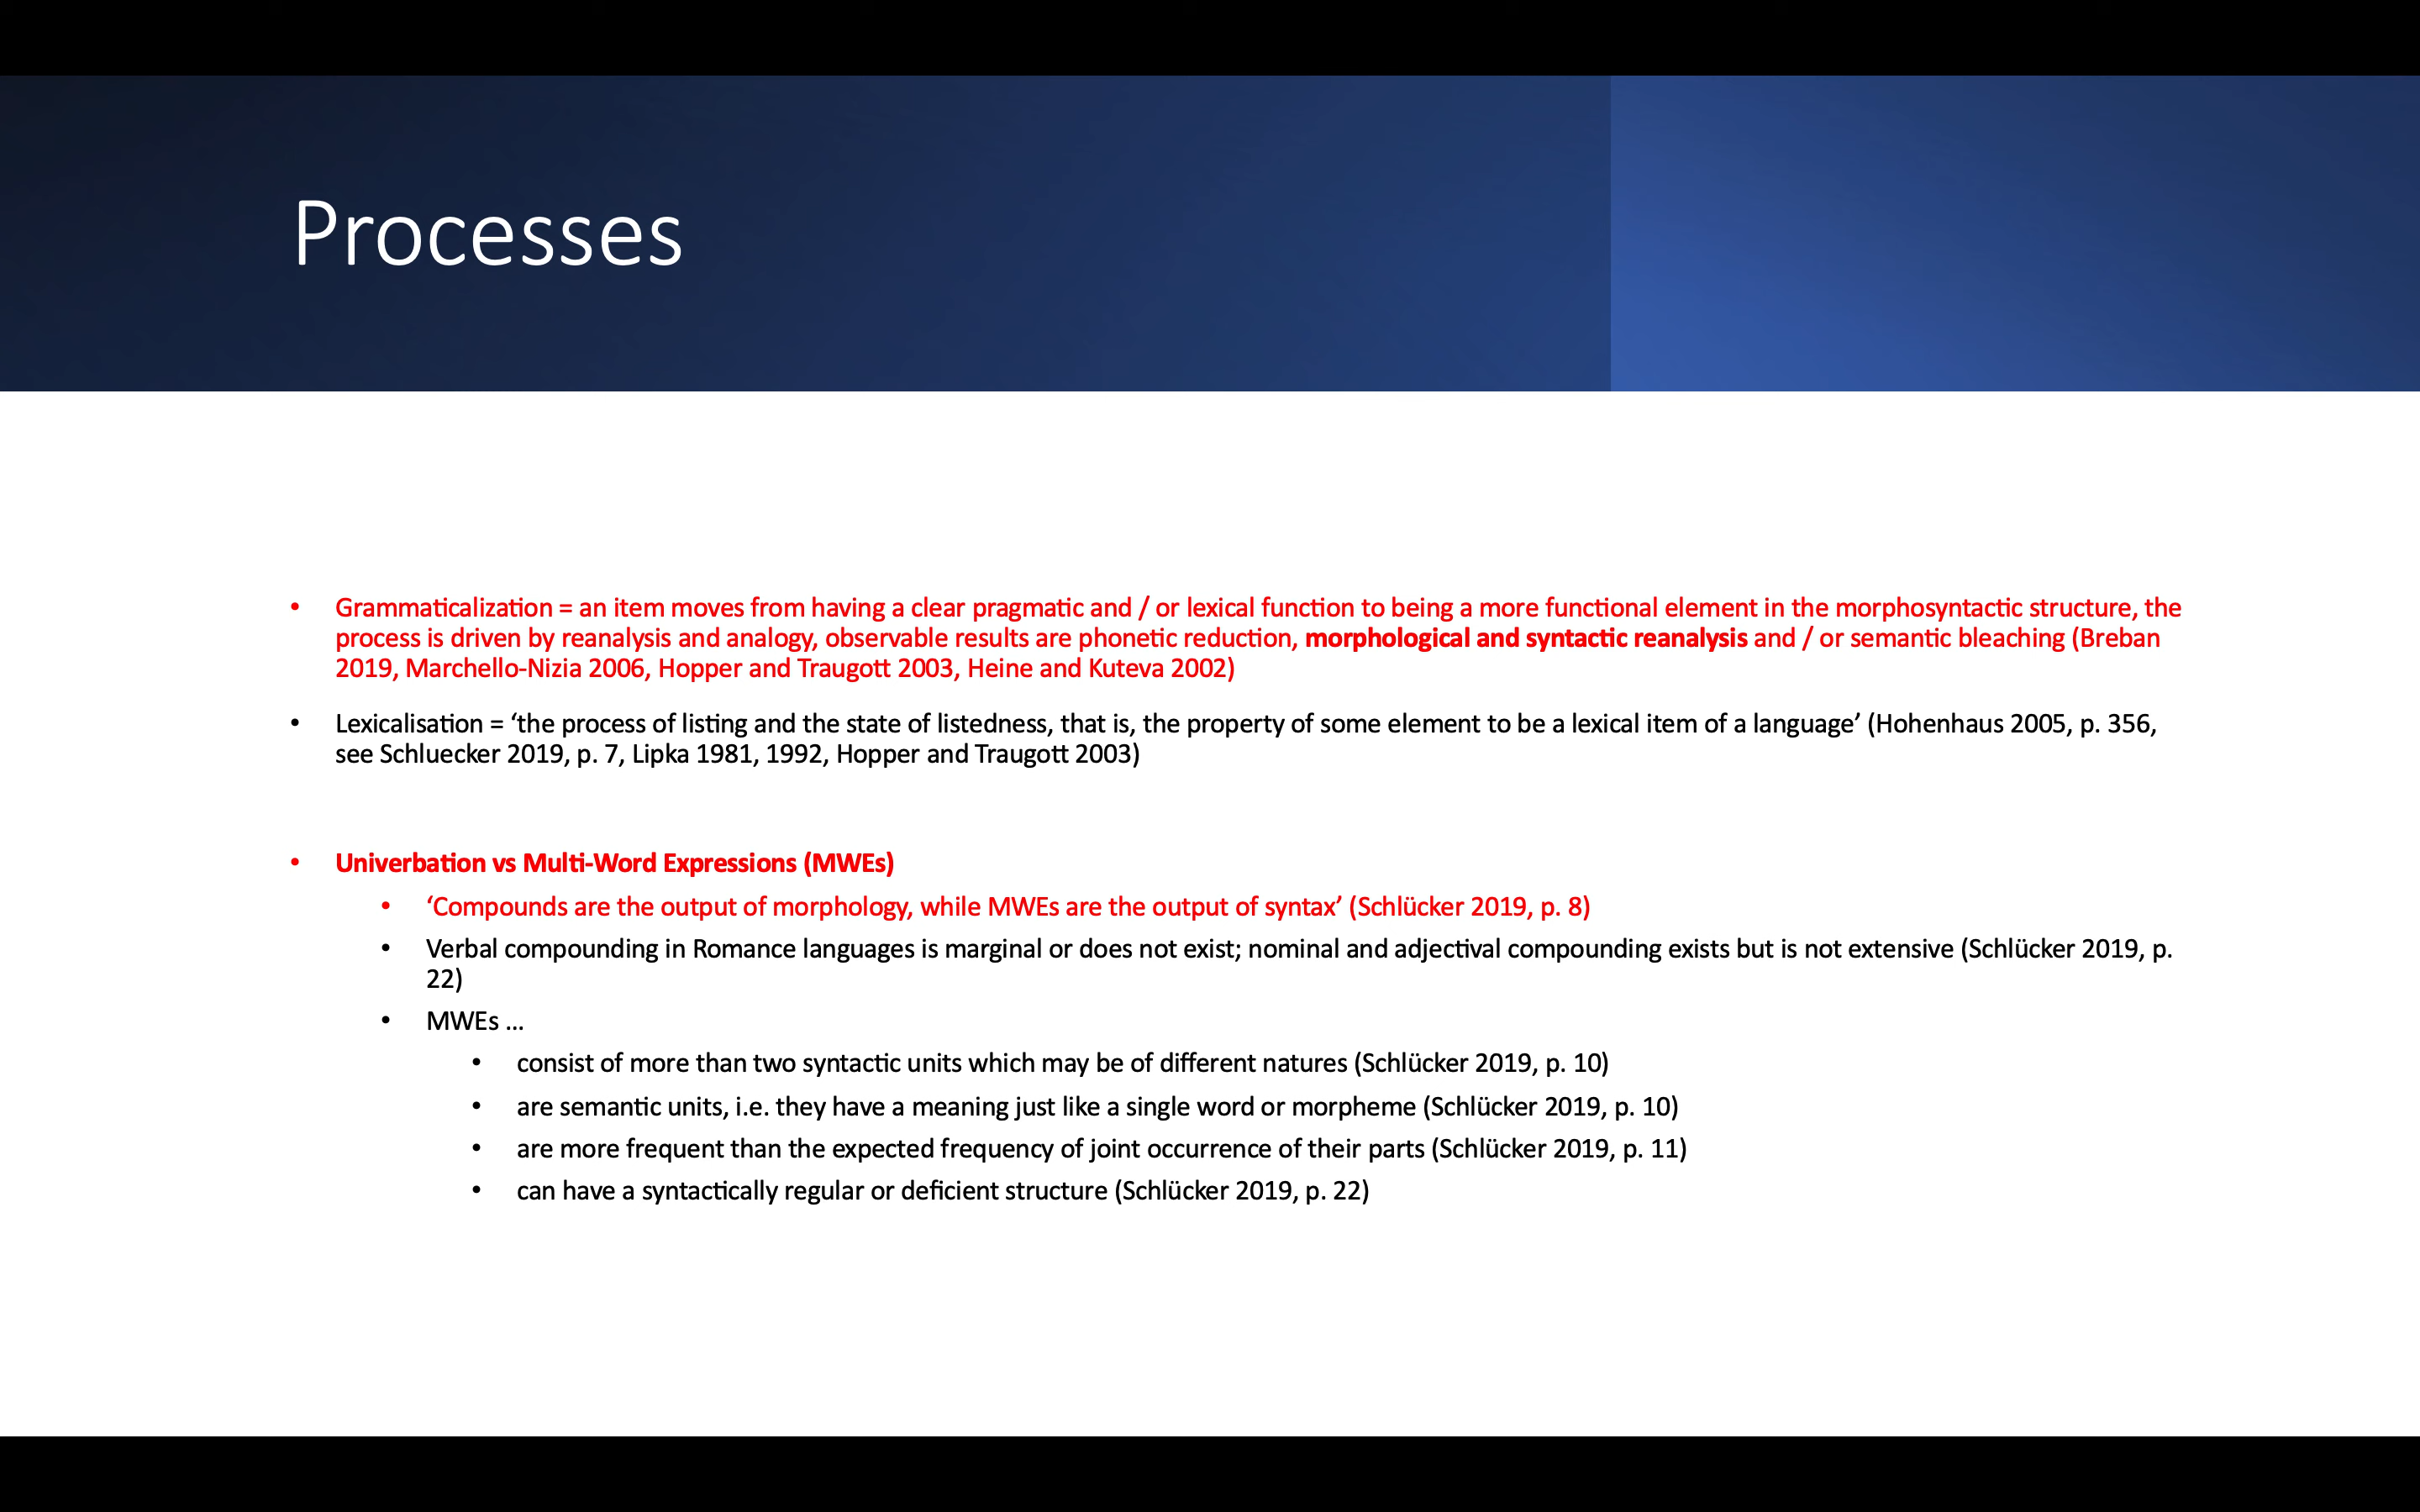 Processes
• Grammaticalization = an item moves from having a clear pragmatic and / or lexical function to being a more functional element in the morphosyntactic structure, the
process is driven by reanalysis and analogy, observable results are phonetic reduction, morphological and syntactic reanalysis and / or semantic bleaching (Breban
2019, Marchello-Nizia 2006, Hopper and Traugott 2003, Heine and Kuteva 2002)
• Lexicalisation = ‘the process of listing and the state of listedness, that is, the property of some element to be a lexical item of a language’ (Hohenhaus 2005, p. 356,
see Schluecker 2019, p. 7, Lipka 1981, 1992, Hopper and Traugott 2003)
• Univerbation vs Multi-Word Expressions (MWEs)
• ‘Compounds are the output of morphology, while MWEs are the output of syntax’ (Schlücker 2019, p. 8)
• Verbal compounding in Romance languages is marginal or does not exist; nominal and adjectival compounding exists but is not extensive (Schlücker 2019, p.
22)
• MWEs …
• consist of more than two syntactic units which may be of different natures (Schlücker 2019, p. 10)
• are semantic units, i.e. they have a meaning just like a single word or morpheme (Schlücker 2019, p. 10)
• are more frequent than the expected frequency of joint occurrence of their parts (Schlücker 2019, p. 11)
• can have a syntactically regular or deficient structure (Schlücker 2019, p. 22)